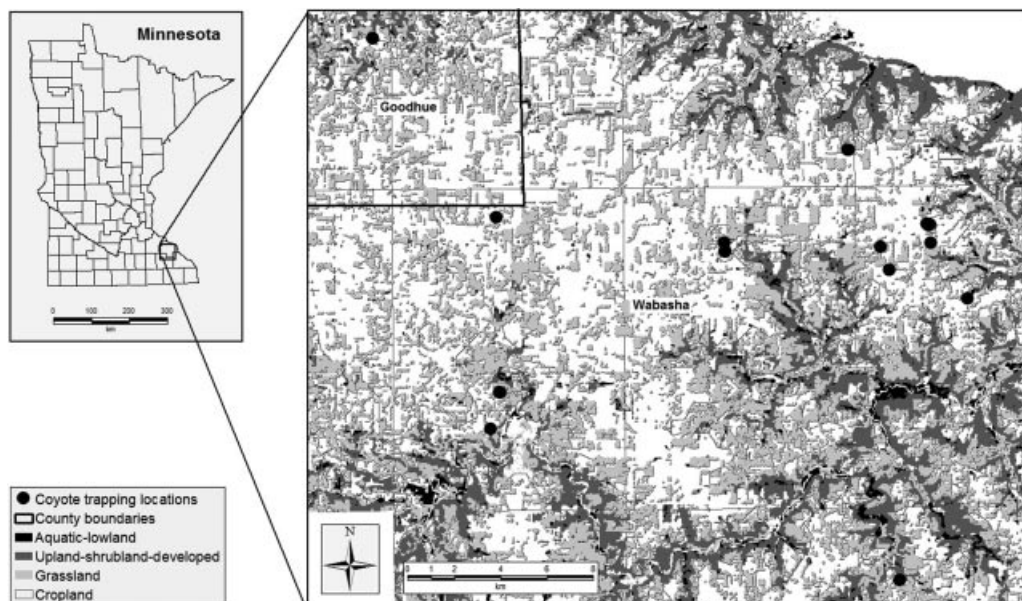 Minnesota
0 100 200 300
km
Goodhue
Wabasha
Coyote trapping locations
County boundaries
Aquatic-lowland
Upland-shrubland-developed
Grassland
Cropland
N
0 1 2 4 6 8
km